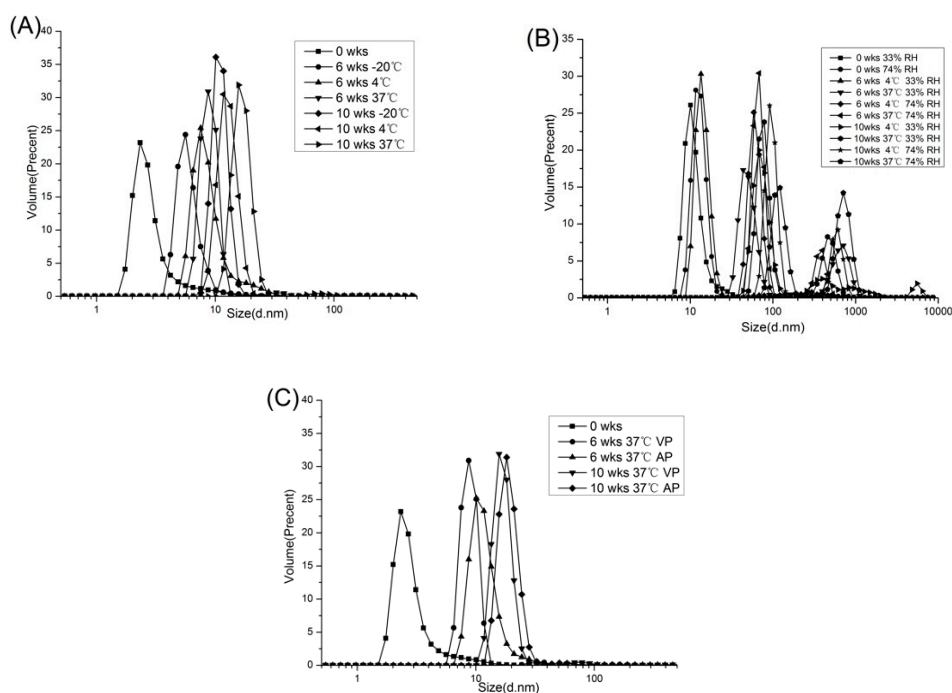 (A)
40
35
30
25
20
15
10
5
0
Volume(Precent)
1
10
100
Size(d.nm)
0 wks
6 wks -20℃
6 wks 4℃
6 wks 37℃
10 wks -20℃
10 wks 4℃
10 wks 37℃
(B)
35
30
25
20
15
10
5
0
Volume(Precent)
1
10
100
1000
10000
Size(d.nm)
0 wks 33% RH
0 wks 74% RH
6 wks 4℃ 33% RH
6 wks 37℃ 33% RH
6 wks 4℃ 74% RH
6 wks 37℃ 74% RH
10wks 4℃ 33% RH
10wks 37℃ 33% RH
10wks 4℃ 74% RH
10wks 37℃ 74% RH
(C)
40
35
30
25
20
15
10
5
0
Volume(Precent)
1
10
100
Size(d.nm)
0 wks
6 wks 37℃ VP
6 wks 37℃ AP
10 wks 37℃ VP
10 wks 37℃ AP